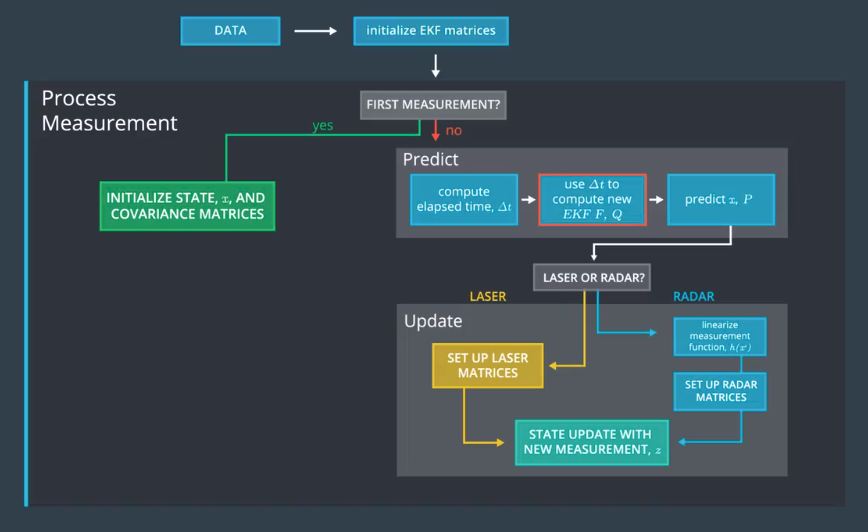 DATA
initialize EKF matrices
Process
Measurement
FIRST MEASUREMENT?
yes
no
INITIALIZE STATE, x, AND
COVARIANCE MATRICES
Predict
compute
elapsed time, Δt
use Δt to
compute new
EKF F, Q
predict x, P
LASER OR RADAR?
LASER
RADAR
Update
linearize
measurement
function, h(x')
SET UP LASER
MATRICES
SET UP RADAR
MATRICES
STATE UPDATE WITH
NEW MEASUREMENT, z